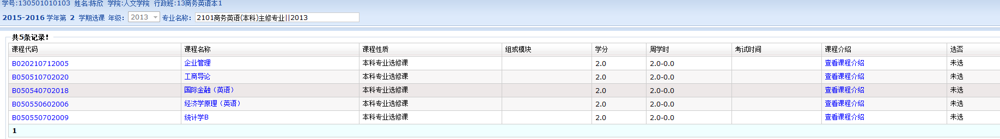 学号:130501010103 姓名:陈欣 学院:人文学院 行政班:13商务英语本1
2015-2016 学年第 2 学期选课 年级: 2013 专业名称: 2101商务英语(本科)主修专业||2013
共5条记录!
课程代码 课程名称 课程性质 组或模块 学分 周学时 考试时间 课程介绍 选否
B020210712005 企业管理 本科专业选修课 2.0 2.0-0.0 查看课程介绍 未选
B050510702020 工商导论 本科专业选修课 2.0 2.0-0.0 查看课程介绍 未选
B050540702018 国际金融（英语） 本科专业选修课 2.0 2.0-0.0 查看课程介绍 未选
B050550602006 经济学原理（英语） 本科专业选修课 2.0 2.0-0.0 查看课程介绍 未选
B050550702009 统计学B 本科专业选修课 2.0 2.0-0.0 查看课程介绍 未选
1